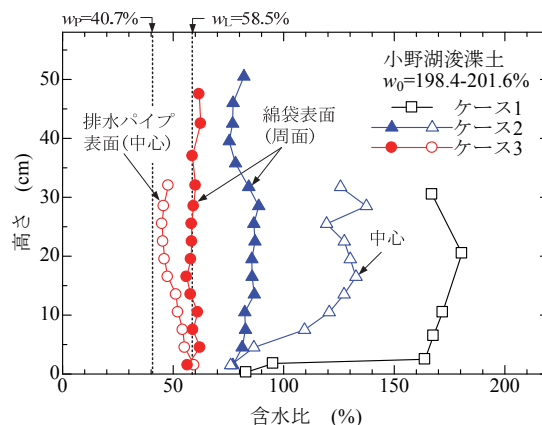 wP=40.7% wL=58.5%
小野湖浚渫土
w0=198.4-201.6%
ケース1
ケース2
ケース3
排水パイプ
表面(中心)
綿袋表面
(周面)
中心
高さ (cm)
50
40
30
20
10
0
0 50 100 150 200
含水比 (%)